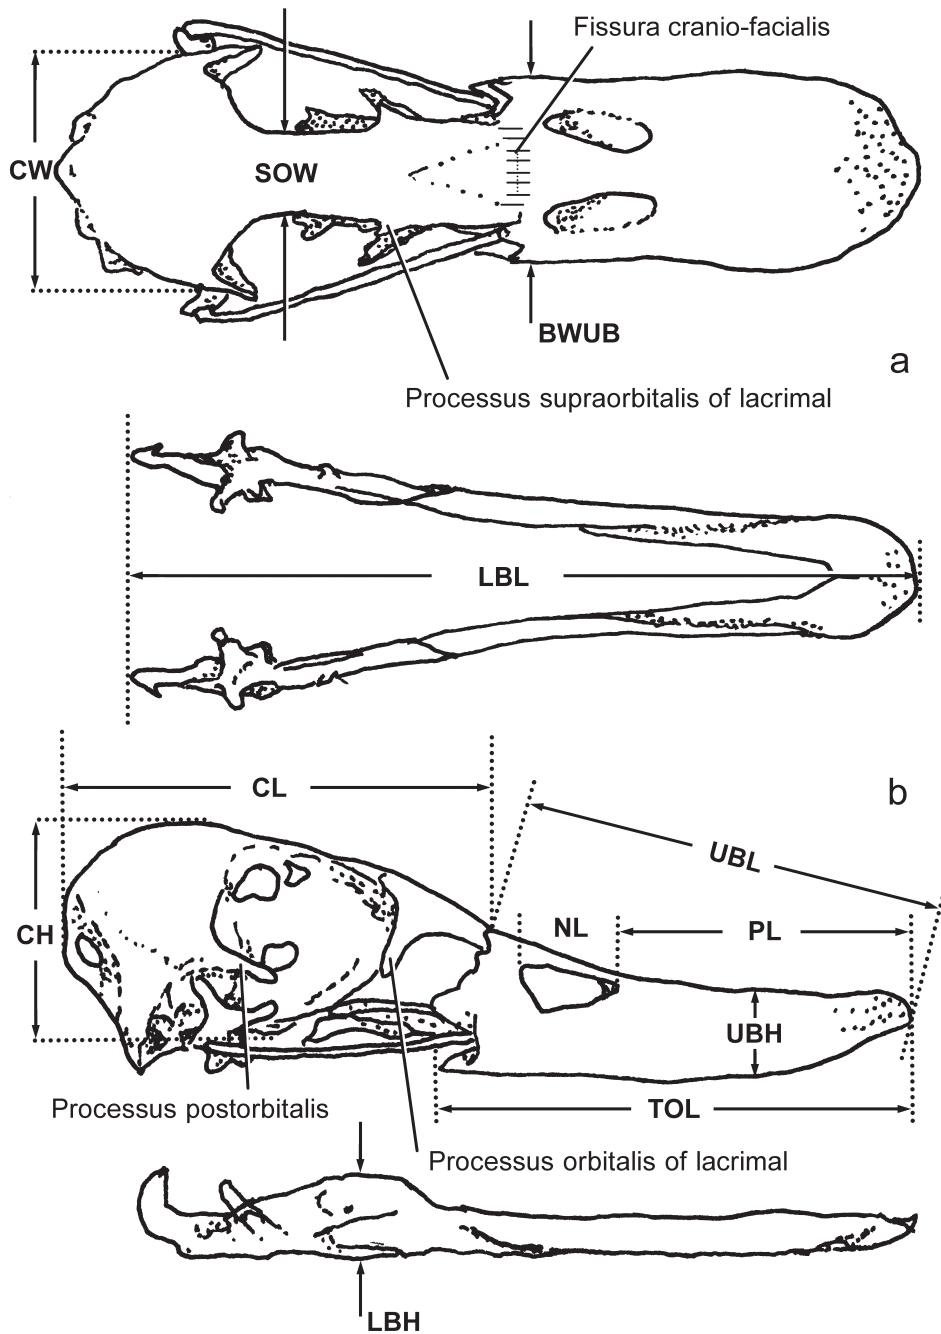 Fissura cranio-facialis
CW
SOW
BWUB
a
Processus supraorbitalis of lacrimal
LBL
CL
b
UBL
CH
NL
PL
UBH
Processus postorbitalis
TOL
Processus orbitalis of lacrimal
LBH